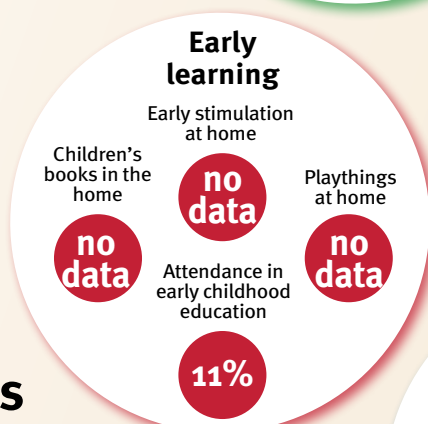 Early
learning
Early stimulation
at home
no
data
Children's
books in the
home
no
data
Playthings
at home
no
data
Attendance in
early childhood
education
11%
s